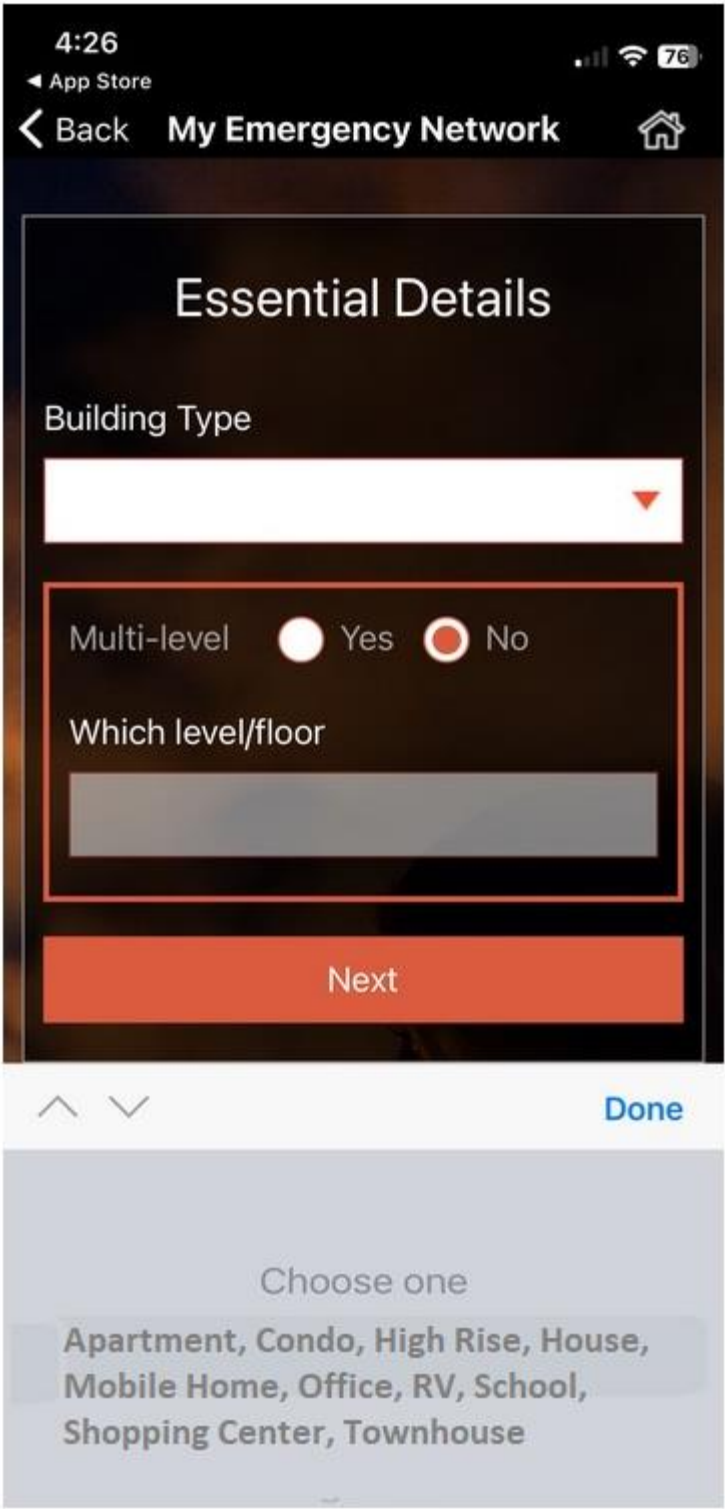 4:26
76
◀ App Store
Back My Emergency Network
Essential Details
Building Type
Multi-level Yes No
Which level/floor
Next
Done
Choose one
Apartment, Condo, High Rise, House,
Mobile Home, Office, RV, School,
Shopping Center, Townhouse